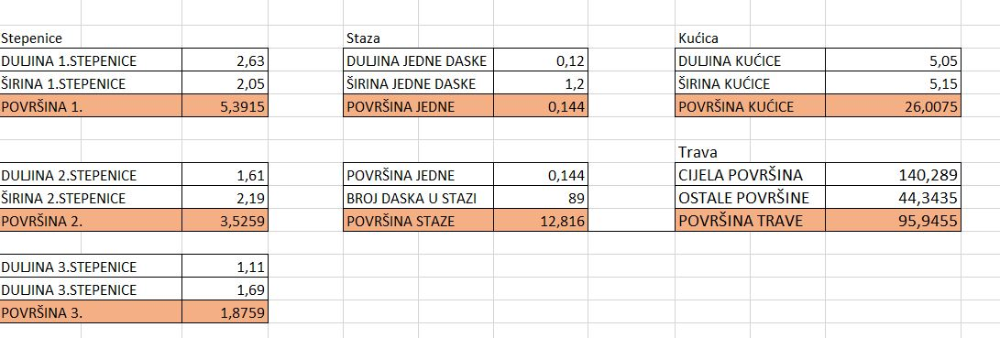 Stepenice
DULJINA 1.STEPENICE 2,63
ŠIRINA 1.STEPENICE 2,05
POVRŠINA 1. 5,3915
DULJINA 2.STEPENICE 1,61
ŠIRINA 2.STEPENICE 2,19
POVRŠINA 2. 3,5259
DULJINA 3.STEPENICE 1,11
DULJINA 3.STEPENICE 1,69
POVRŠINA 3. 1,8759
Staza
DULJINA JEDNE DASKE 0,12
ŠIRINA JEDNE DASKE 1,2
POVRŠINA JEDNE 0,144
POVRŠINA JEDNE 0,144
BROJ DASKA U STAZI 89
POVRŠINA STAZE 12,816
Kućica
DULJINA KUĆICE 5,05
ŠIRINA KUĆICE 5,15
POVRŠINA KUĆICE 26,0075
Trava
CIJELA POVRŠINA 140,289
OSTALE POVRŠINE 44,3435
POVRŠINA TRAVE 95,9455